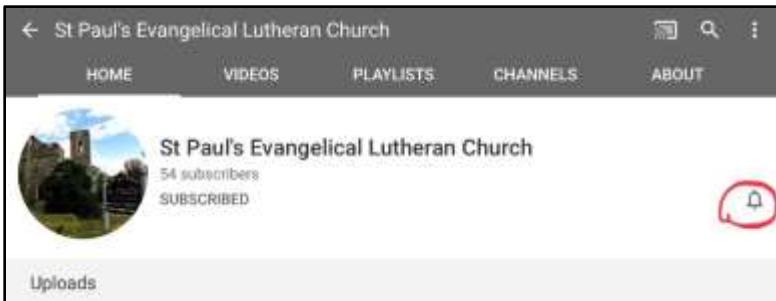 St Paul's Evangelical Lutheran Church
HOME VIDEOS PLAYLISTS CHANNELS ABOUT
St Paul's Evangelical Lutheran Church
54 subscribers
SUBSCRIBED
Uploads